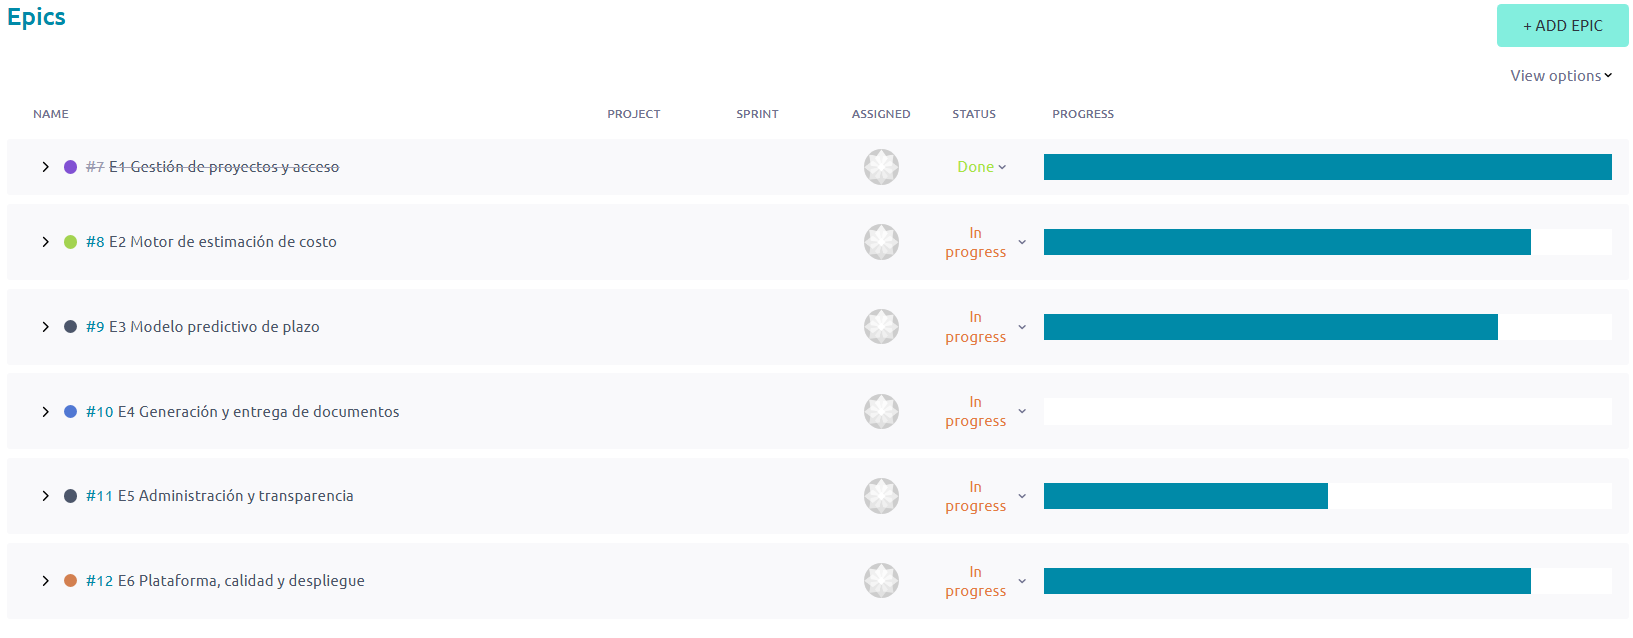 Epics
+ ADD EPIC
View options
NAME PROJECT SPRINT ASSIGNED STATUS PROGRESS
#7 E1 Gestión de proyectos y acceso Done
#8 E2 Motor de estimación de costo In progress
#9 E3 Modelo predictivo de plazo In progress
#10 E4 Generación y entrega de documentos In progress
#11 E5 Administración y transparencia In progress
#12 E6 Plataforma, calidad y despliegue In progress